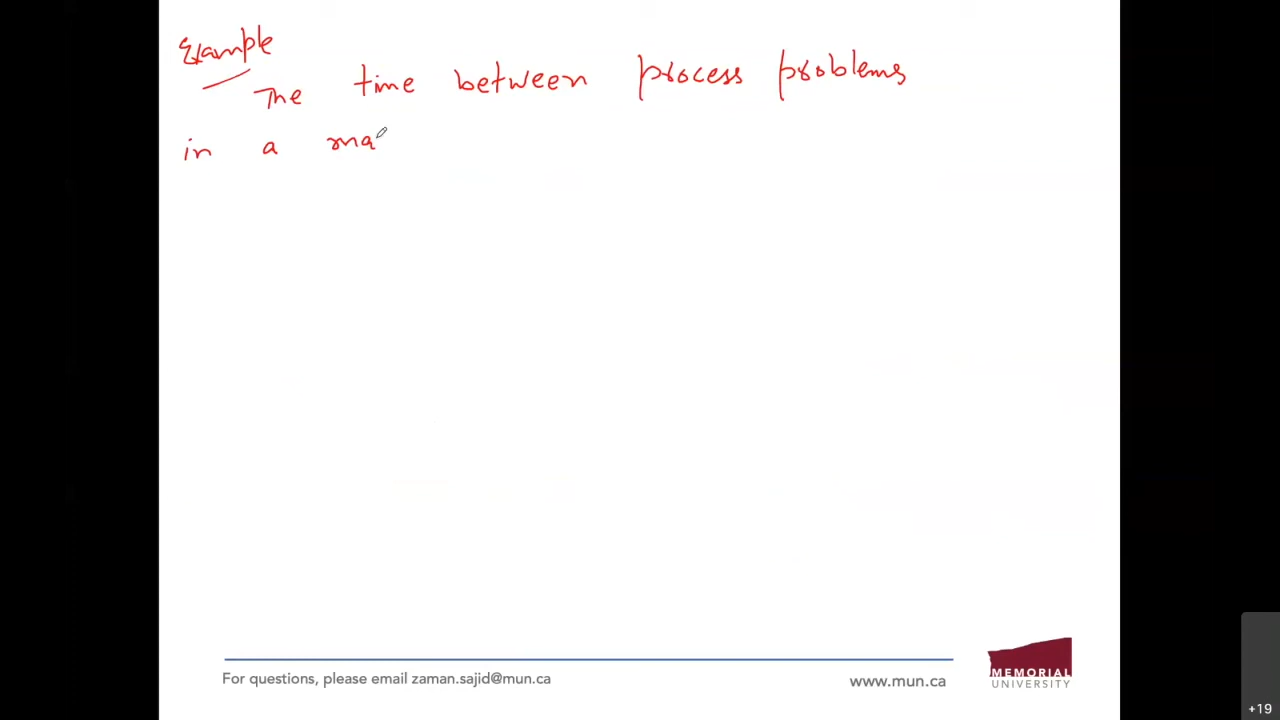 Example
The time between process problems
in a ma
For questions, please email zaman.sajid@mun.ca
www.mun.ca
MEMORIAL
UNIVERSITY
+19